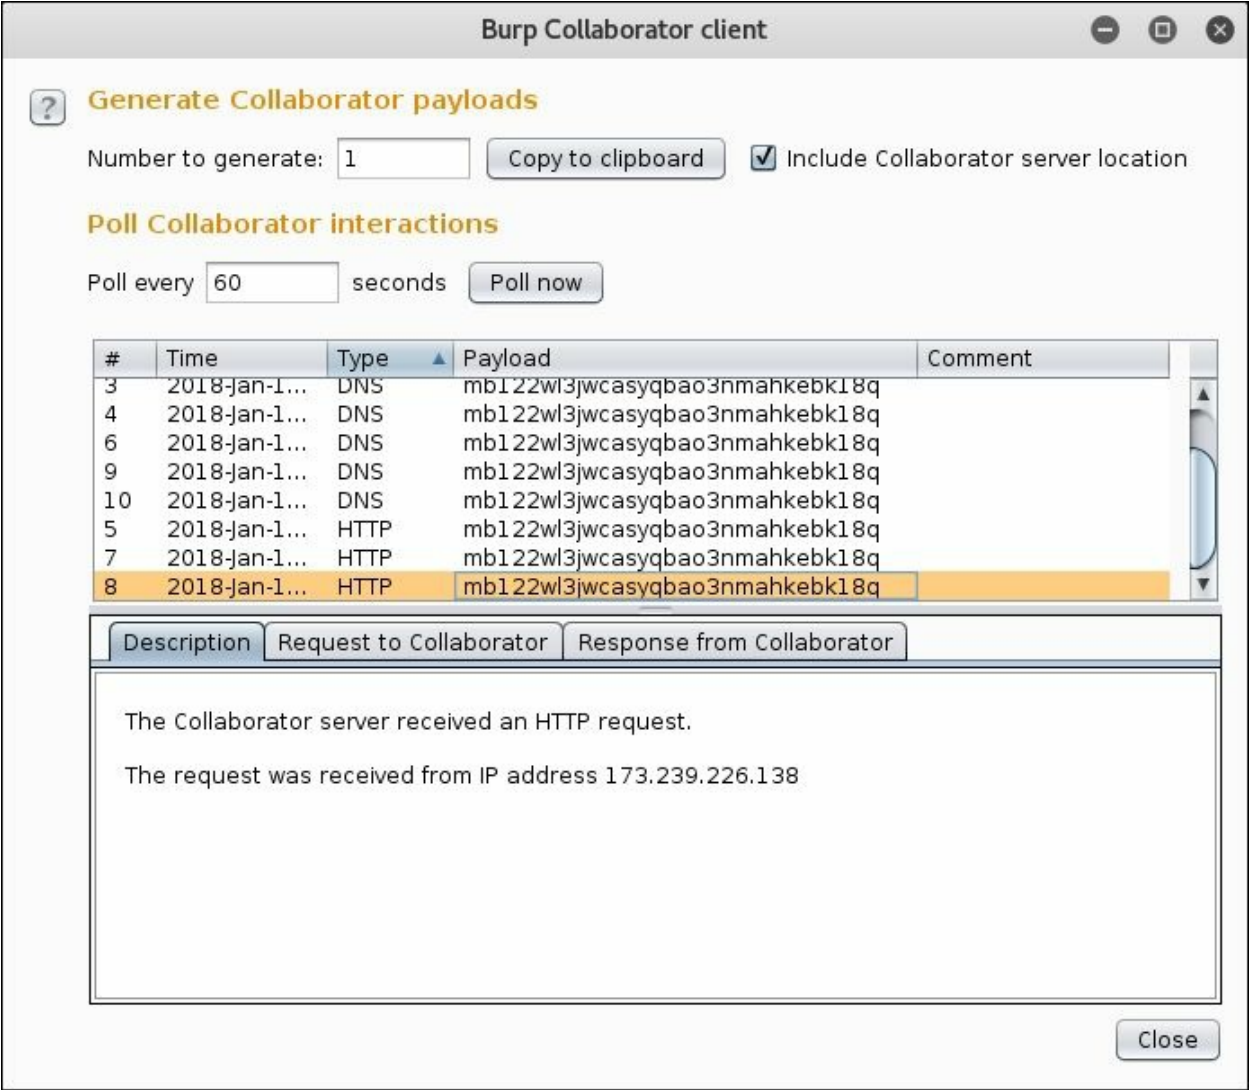 Burp Collaborator client
?
Generate Collaborator payloads
Number to generate: 1 Copy to clipboard Include Collaborator server location
Poll Collaborator interactions
Poll every 60 seconds Poll now
# Time Type Payload Comment
3 2018-Jan-1... DNS mb122wl3jwcasyqbao3nmahkebk18q
4 2018-Jan-1... DNS mb122wl3jwcasyqbao3nmahkebk18q
6 2018-Jan-1... DNS mb122wl3jwcasyqbao3nmahkebk18q
9 2018-Jan-1... DNS mb122wl3jwcasyqbao3nmahkebk18q
10 2018-Jan-1... DNS mb122wl3jwcasyqbao3nmahkebk18q
5 2018-Jan-1... HTTP mb122wl3jwcasyqbao3nmahkebk18q
7 2018-Jan-1... HTTP mb122wl3jwcasyqbao3nmahkebk18q
8 2018-Jan-1... HTTP mb122wl3jwcasyqbao3nmahkebk18q
Description Request to Collaborator Response from Collaborator
The Collaborator server received an HTTP request.
The request was received from IP address 173.239.226.138
Close